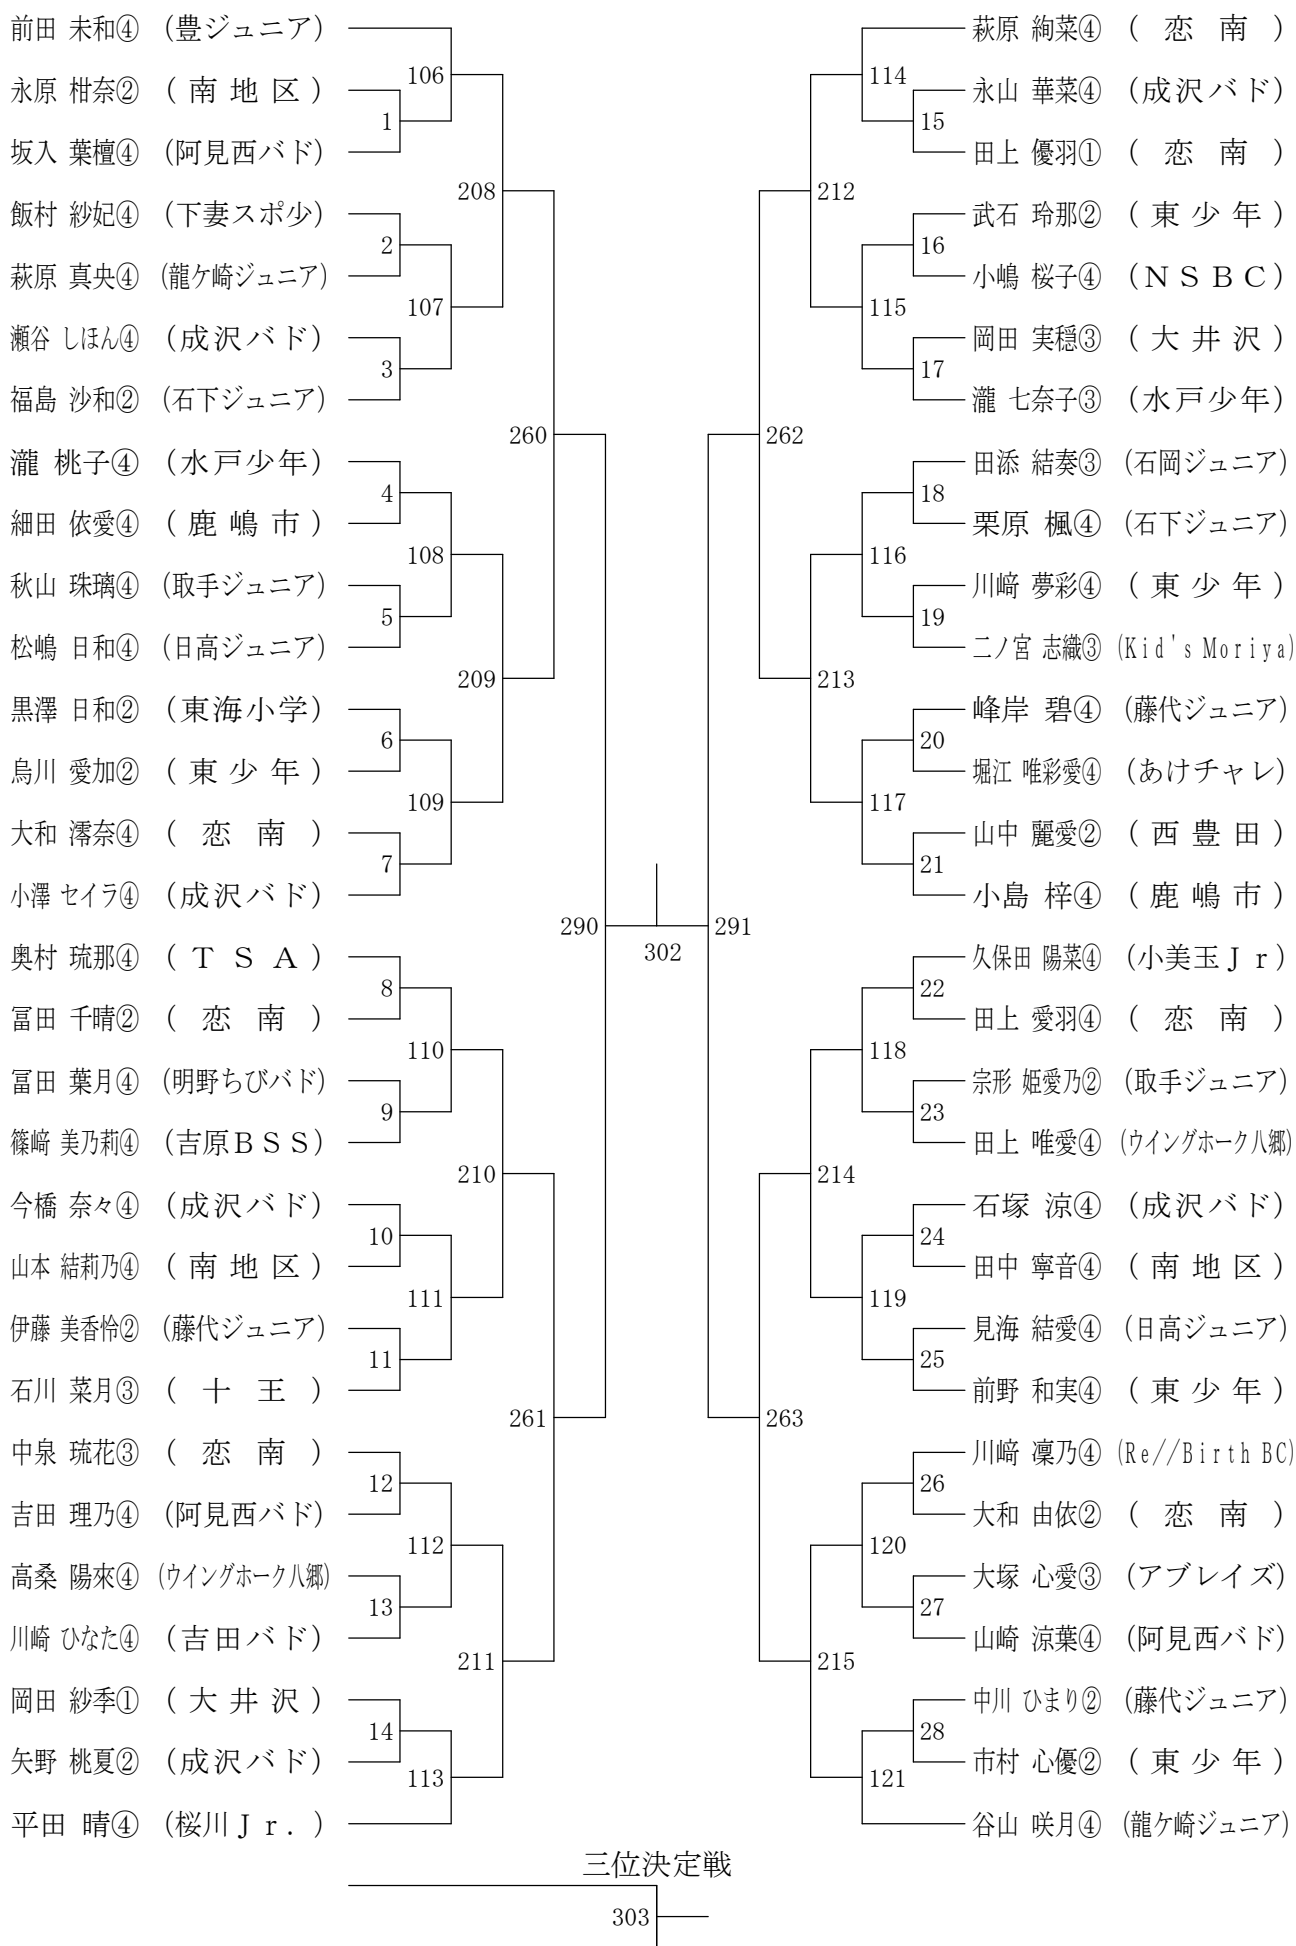 前田 未和④ (豊ジュニア)
106
永原 柑奈② (南地区)
1
坂入 葉檀④ (阿見西バド)
208
飯村 紗妃④ (下妻スポ少)
2
萩原 真央④ (龍ケ崎ジュニア)
107
瀬谷 しほん④ (成沢バド)
3
福島 沙和② (石下ジュニア)
260
瀧 桃子④ (水戸少年)
4
細田 依愛④ (鹿嶋市)
108
秋山 珠璃④ (取手ジュニア)
5
松嶋 日和④ (日高ジュニア)
209
黒澤 日和② (東海小学)
6
烏川 愛加② (東少年)
109
大和 澪奈④ (恋南)
7
小澤 セイラ④ (成沢バド)
290
奥村 琉那④ (TSA)
8
冨田 千晴② (恋南)
110
冨田 葉月④ (明野ちびバド)
9
篠﨑 美乃莉④ (吉原BSS)
210
今橋 奈々④ (成沢バド)
10
山本 結莉乃④ (南地区)
111
伊藤 美香怜② (藤代ジュニア)
11
石川 菜月③ (十王)
261
中泉 琉花③ (恋南)
12
吉田 理乃④ (阿見西バド)
112
高桑 陽來④ (ウイングホーク八郷)
13
川崎 ひなた④ (吉田バド)
211
岡田 紗季① (大井沢)
14
矢野 桃夏② (成沢バド)
113
平田 晴④ (桜川Jr.)
302
萩原 絢菜④ (恋南)
114
永山 華菜④ (成沢バド)
15
田上 優羽① (恋南)
212
武石 玲那② (東少年)
16
小嶋 桜子④ (NSBC)
115
岡田 実穏③ (大井沢)
17
瀧 七奈子③ (水戸少年)
262
田添 結奏③ (石岡ジュニア)
18
栗原 楓④ (石下ジュニア)
116
川﨑 夢彩④ (東少年)
19
二ノ宮 志織③ (Kid's Moriya)
213
峰岸 碧④ (藤代ジュニア)
20
堀江 唯彩愛④ (あけチャレ)
117
山中 麗愛② (西豊田)
21
小島 梓④ (鹿嶋市)
291
久保田 陽菜④ (小美玉Jr)
22
田上 愛羽④ (恋南)
118
宗形 姫愛乃② (取手ジュニア)
23
田上 唯愛④ (ウイングホーク八郷)
214
石塚 涼④ (成沢バド)
24
田中 寧音④ (南地区)
119
見海 結愛④ (日高ジュニア)
25
前野 和実④ (東少年)
263
川﨑 凜乃④ (Re//Birth BC)
26
大和 由依② (恋南)
120
大塚 心愛③ (アブレイズ)
27
山崎 涼葉④ (阿見西バド)
215
中川 ひまり② (藤代ジュニア)
28
市村 心優② (東少年)
121
谷山 咲月④ (龍ケ崎ジュニア)
三位決定戦
303